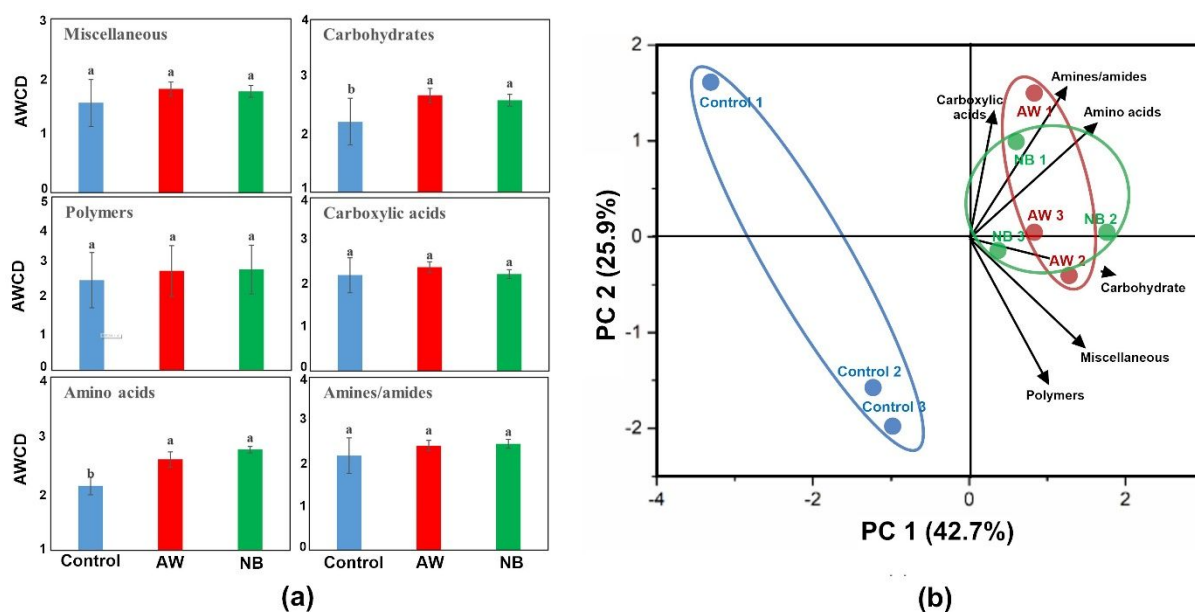 Miscellaneous
AWCD
3
2
1
0
a
a
a
Carbohydrates
4
3
2
1
b
a
a
Polymers
5
4
3
2
1
0
a
a
a
Carboxylic acids
4
3
2
1
0
a
a
a
Amino acids
AWCD
4
3
2
1
b
a
a
Control
AW
NB
Amines/amides
4
3
2
1
0
a
a
a
Control
AW
NB
(a)
PC 2 (25.9%)
2
1
0
-1
-2
Control 1
Control 2
Control 3
Carboxylic
acids
Amines/amides
AW 1
Amino acids
NB 1
AW 3
NB 2
NB 3
AW 2
Carbohydrate
Miscellaneous
Polymers
-4
-2
0
2
PC 1 (42.7%)
(b)